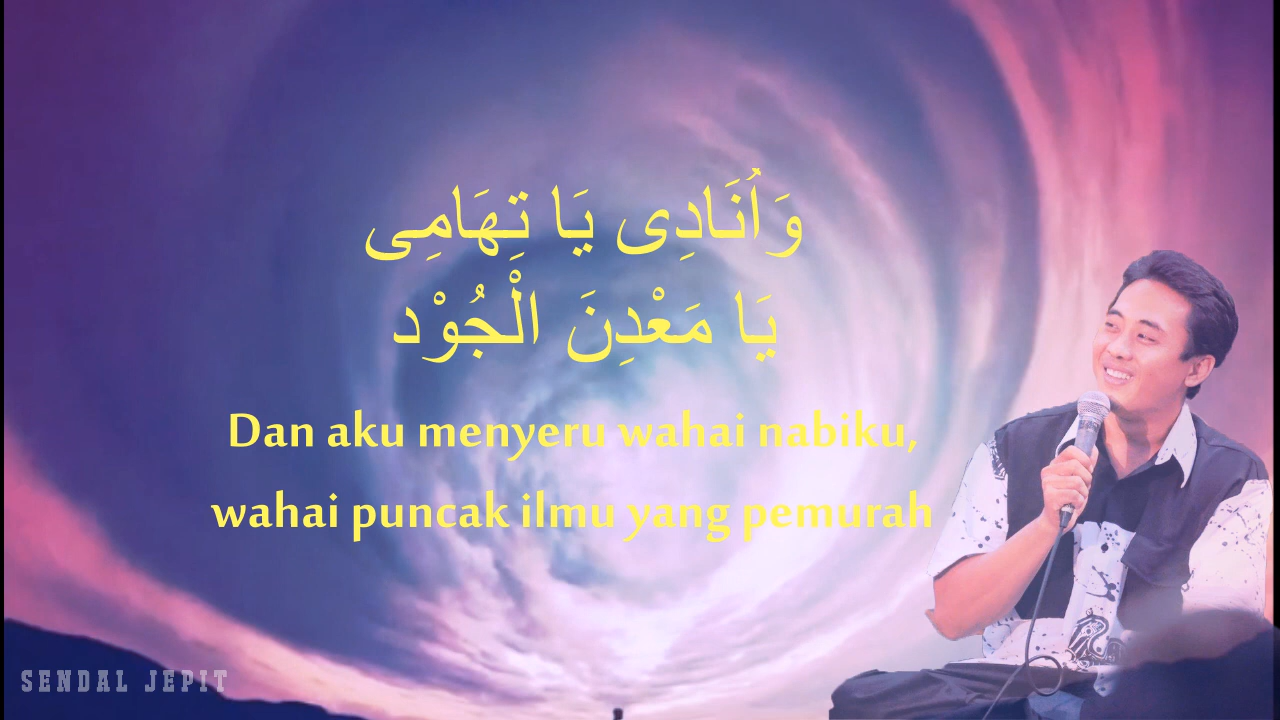 وَاُنَادِى يَا تِهَامِى
يَا مَعْدِنَ الْجُوْد
Dan aku menyeru wahai nabiku,
wahai puncak ilmu yang pemurah
SENDAL JEPIT